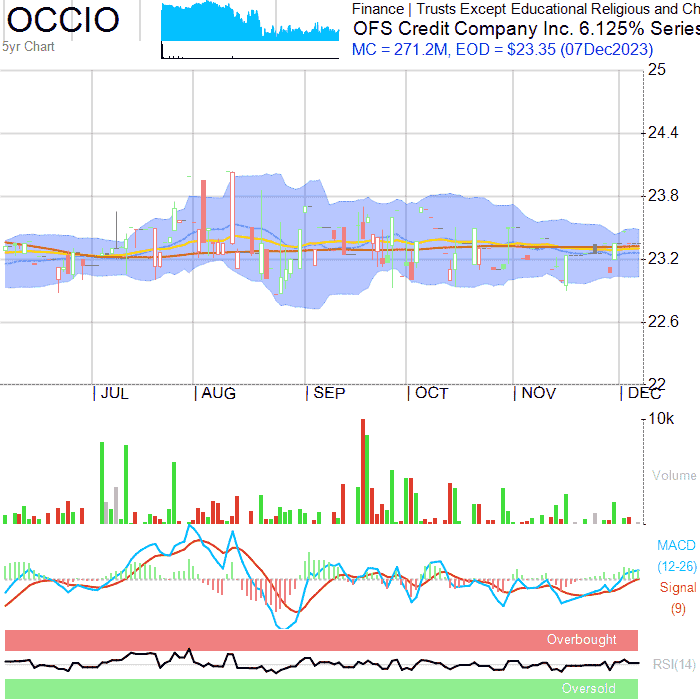 OCCIO
5yr Chart
Finance | Trusts Except Educational Religious and Ch
OFS Credit Company Inc. 6.125% Series
MC = 271.2M, EOD = $23.35 (07Dec2023)
25
24.4
23.8
23.2
22.6
22
JUL AUG SEP OCT NOV DEC
10k
Volume
MACD
(12-26)
Signal
(9)
Overbought
RSI(14)
Oversold